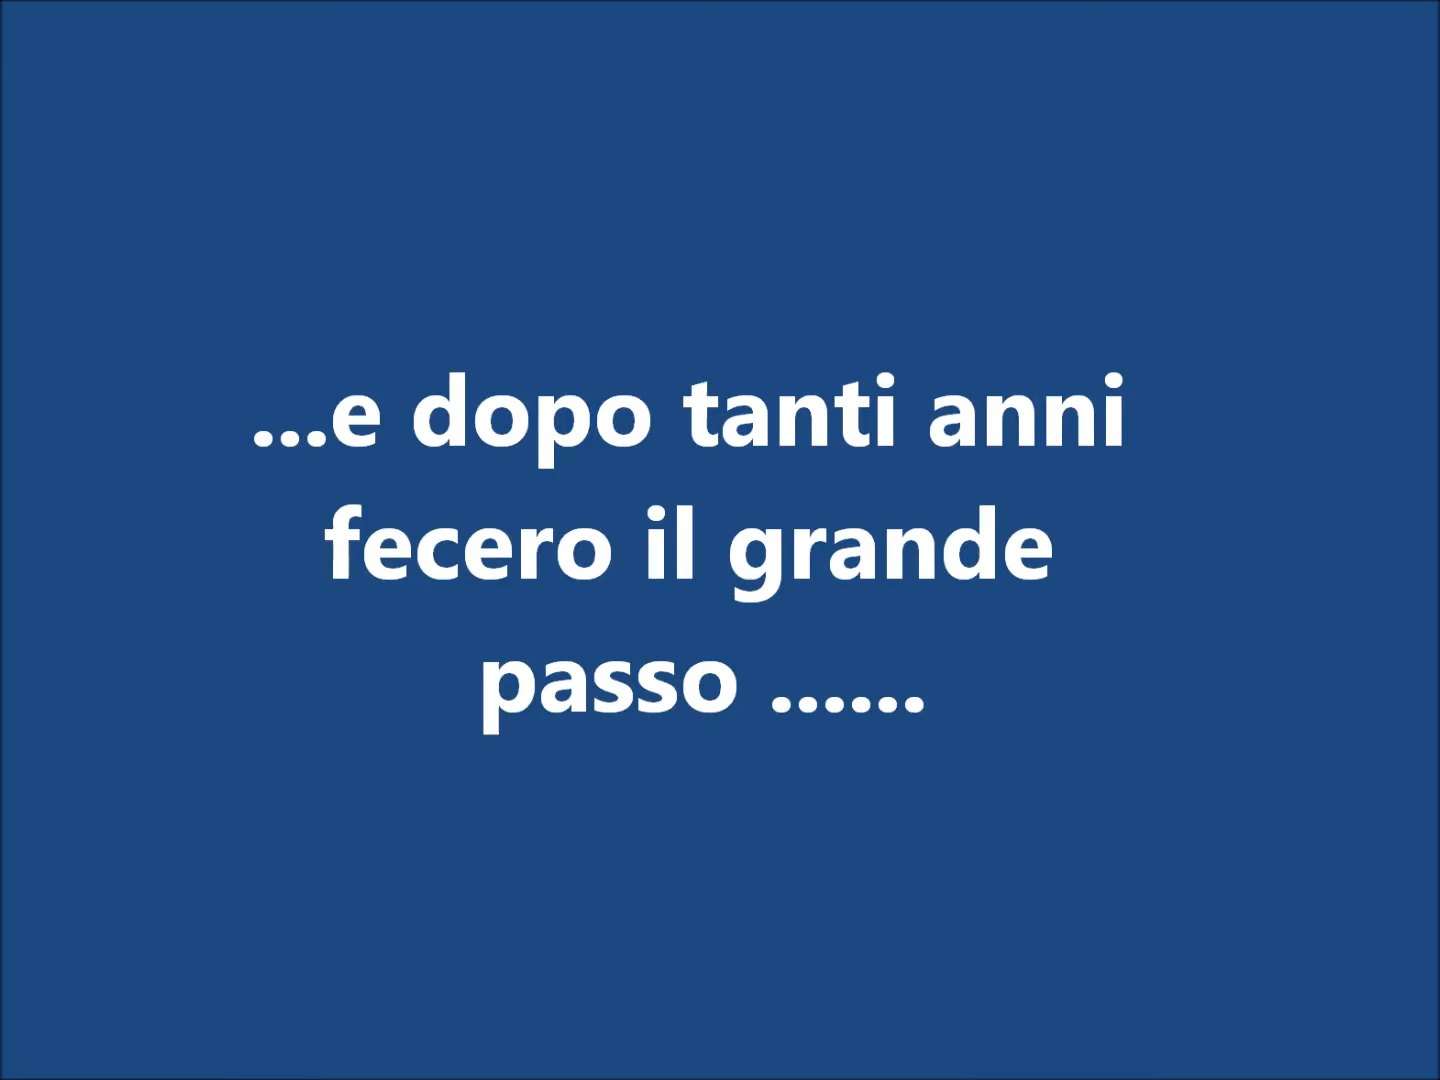 ...e dopo tanti anni
fecero il grande
passo ......